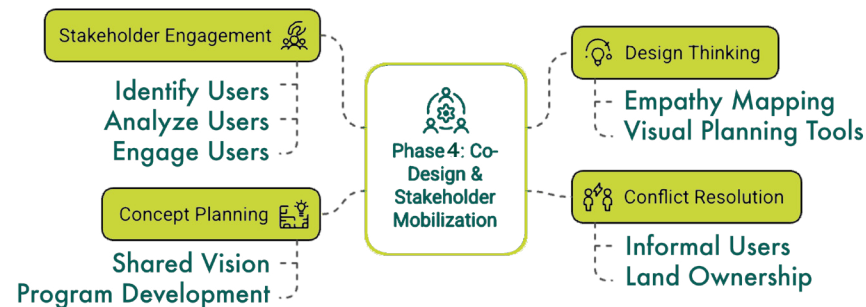 Stakeholder Engagement
Identify Users
Analyze Users
Engage Users
Concept Planning
Shared Vision
Program Development
Phase 4: Co-
Design &
Stakeholder
Mobilization
Design Thinking
Empathy Mapping
Visual Planning Tools
Conflict Resolution
Informal Users
Land Ownership